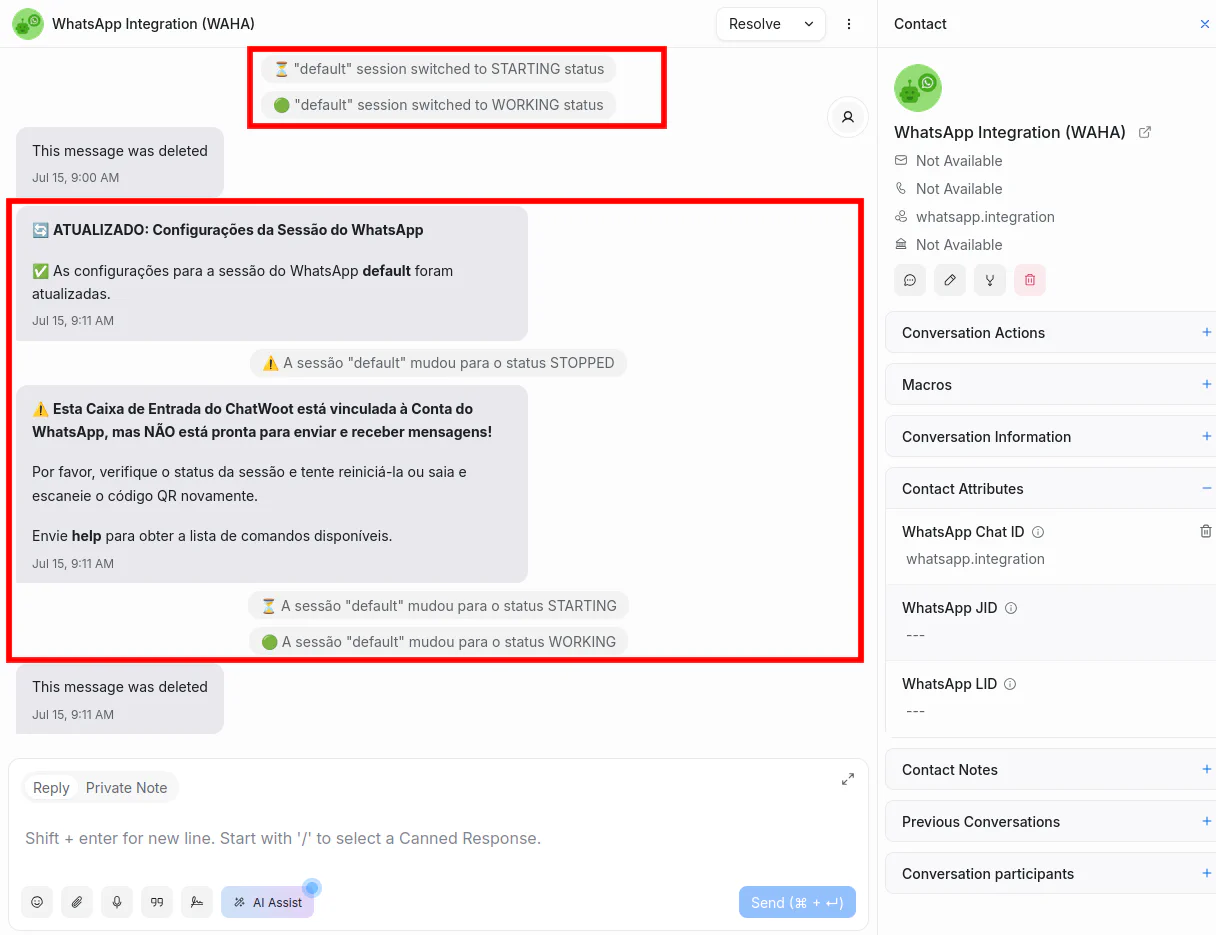 WhatsApp Integration (WAHA)
Resolve
⏳ "default" session switched to STARTING status
🟢 "default" session switched to WORKING status
This message was deleted
Jul 15, 9:00 AM
🔄 ATUALIZADO: Configurações da Sessão do WhatsApp
✅ As configurações para a sessão do WhatsApp default foram
atualizadas.
Jul 15, 9:11 AM
⚠️ A sessão "default" mudou para o status STOPPED
⚠️ Esta Caixa de Entrada do ChatWoot está vinculada à Conta do
WhatsApp, mas NÃO está pronta para enviar e receber mensagens!
Por favor, verifique o status da sessão e tente reiniciá-la ou saia e
escaneie o código QR novamente.
Envie help para obter a lista de comandos disponíveis.
Jul 15, 9:11 AM
⏳ A sessão "default" mudou para o status STARTING
🟢 A sessão "default" mudou para o status WORKING
This message was deleted
Jul 15, 9:11 AM
Reply
Private Note
Shift + enter for new line. Start with '/' to select a Canned Response.
AI Assist
Send (⌘ + ↵)
Contact
WhatsApp Integration (WAHA)
Not Available
Not Available
whatsapp.integration
Not Available
Conversation Actions
Macros
Conversation Information
Contact Attributes
WhatsApp Chat ID
whatsapp.integration
WhatsApp JID
---
WhatsApp LID
---
Contact Notes
Previous Conversations
Conversation participants